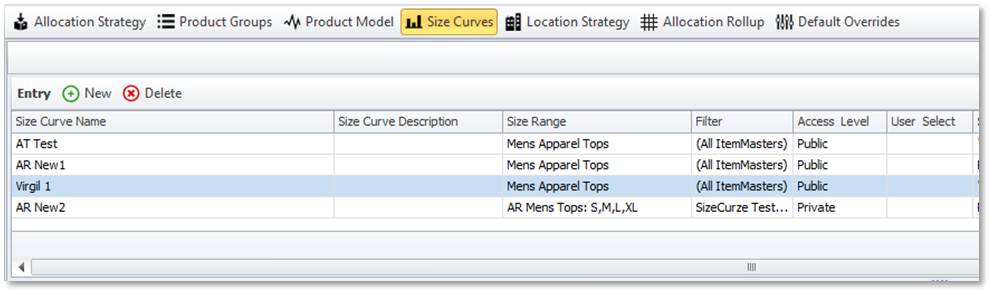 Allocation Strategy Product Groups Product Model Size Curves Location Strategy Allocation Rollup Default Overrides
Entry New Delete
Size Curve Name Size Curve Description Size Range Filter Access Level User Select
AT Test Mens Apparel Tops (All ItemMasters) Public
AR New1 Mens Apparel Tops (All ItemMasters) Public
Virgil 1 Mens Apparel Tops (All ItemMasters) Public
AR New2 AR Mens Tops: S,M,L,XL SizeCurze Test... Private